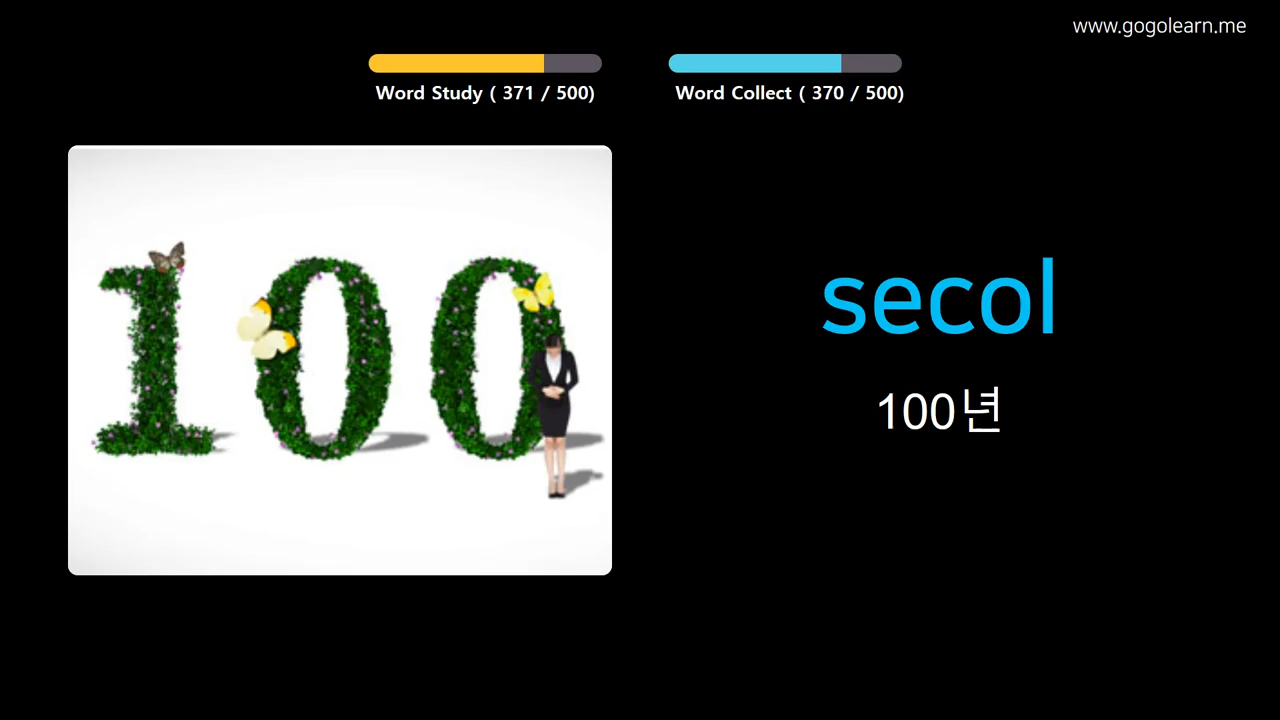 www.gogolearn.me
Word Study ( 371 / 500)
Word Collect ( 370 / 500)
100
secol
100년